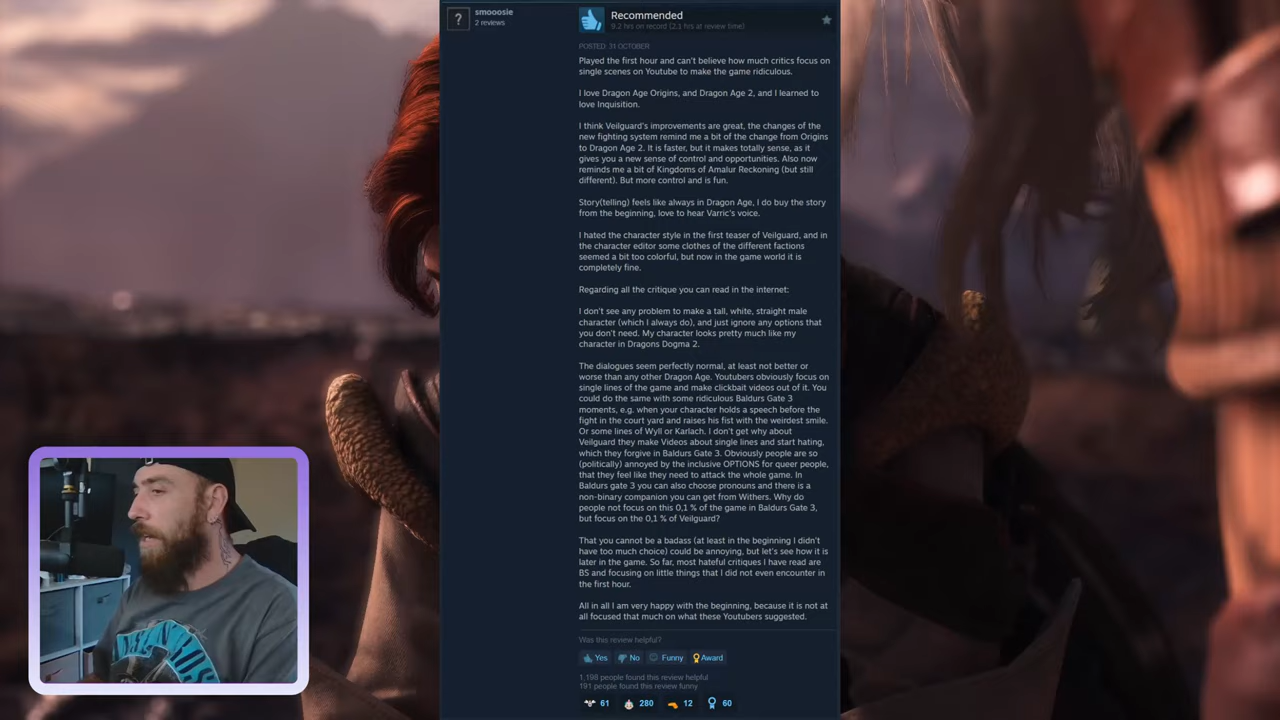 smooosie
2 reviews
Recommended
9.2 hrs on record (2.1 hrs at review time)
POSTED: 31 OCTOBER
Played the first hour and can't believe how much critics focus on
single scenes on Youtube to make the game ridiculous.
I love Dragon Age Origins, and Dragon Age 2, and I learned to
love Inquisition.
I think Veilguard's improvements are great, the changes of the
new fighting system remind me a bit of the change from Origins
to Dragon Age 2. It is faster, but it makes totally sense, as it
gives you a new sense of control and opportunities. Also now
reminds me a bit of Kingdoms of Amalur Reckoning (but still
different). But more control and is fun.
Story(telling) feels like always in Dragon Age, I do buy the story
from the beginning, love to hear Varric's voice.
I hated the character style in the first teaser of Veilguard, and in
the character editor some clothes of the different factions
seemed a bit too colorful, but now in the game world it is
completely fine.
Regarding all the critique you can read in the internet:
I don't see any problem to make a tall, white, straight male
character (which I always do), and just ignore any options that
you don't need. My character looks pretty much like my
character in Dragons Dogma 2.
The dialogues seem perfectly normal, at least not better or
worse than any other Dragon Age. Youtubers obviously focus on
single lines of the game and make clickbait videos out of it. You
could do the same with some ridiculous Baldurs Gate 3
moments, e.g. when your character holds a speech before the
fight in the court yard and raises his fist with the weirdest smile.
Or some lines of Wyll or Karlach. I don't get why about
Veilguard they make Videos about single lines and start hating,
which they forgive in Baldurs Gate 3. Obviously people are so
(politically) annoyed by the inclusive OPTIONS for queer people,
that they feel like they need to attack the whole game. In
Baldurs gate 3 you can also choose pronouns and there is a
non-binary companion you can get from Withers. Why do
people not focus on this 0,1 % of the game in Baldurs Gate 3,
but focus on the 0,1 % of Veilguard?
That you cannot be a badass (at least in the beginning I didn't
have too much choice) could be annoying, but let's see how it is
later in the game. So far, most hateful critiques I have read are
BS and focusing on little things that I did not even encounter in
the first hour.
All in all I am very happy with the beginning, because it is not at
all focused that much on what these Youtubers suggested.
Was this review helpful?
Yes No Funny Award
1,198 people found this review helpful
191 people found this review funny
61 280 12 60